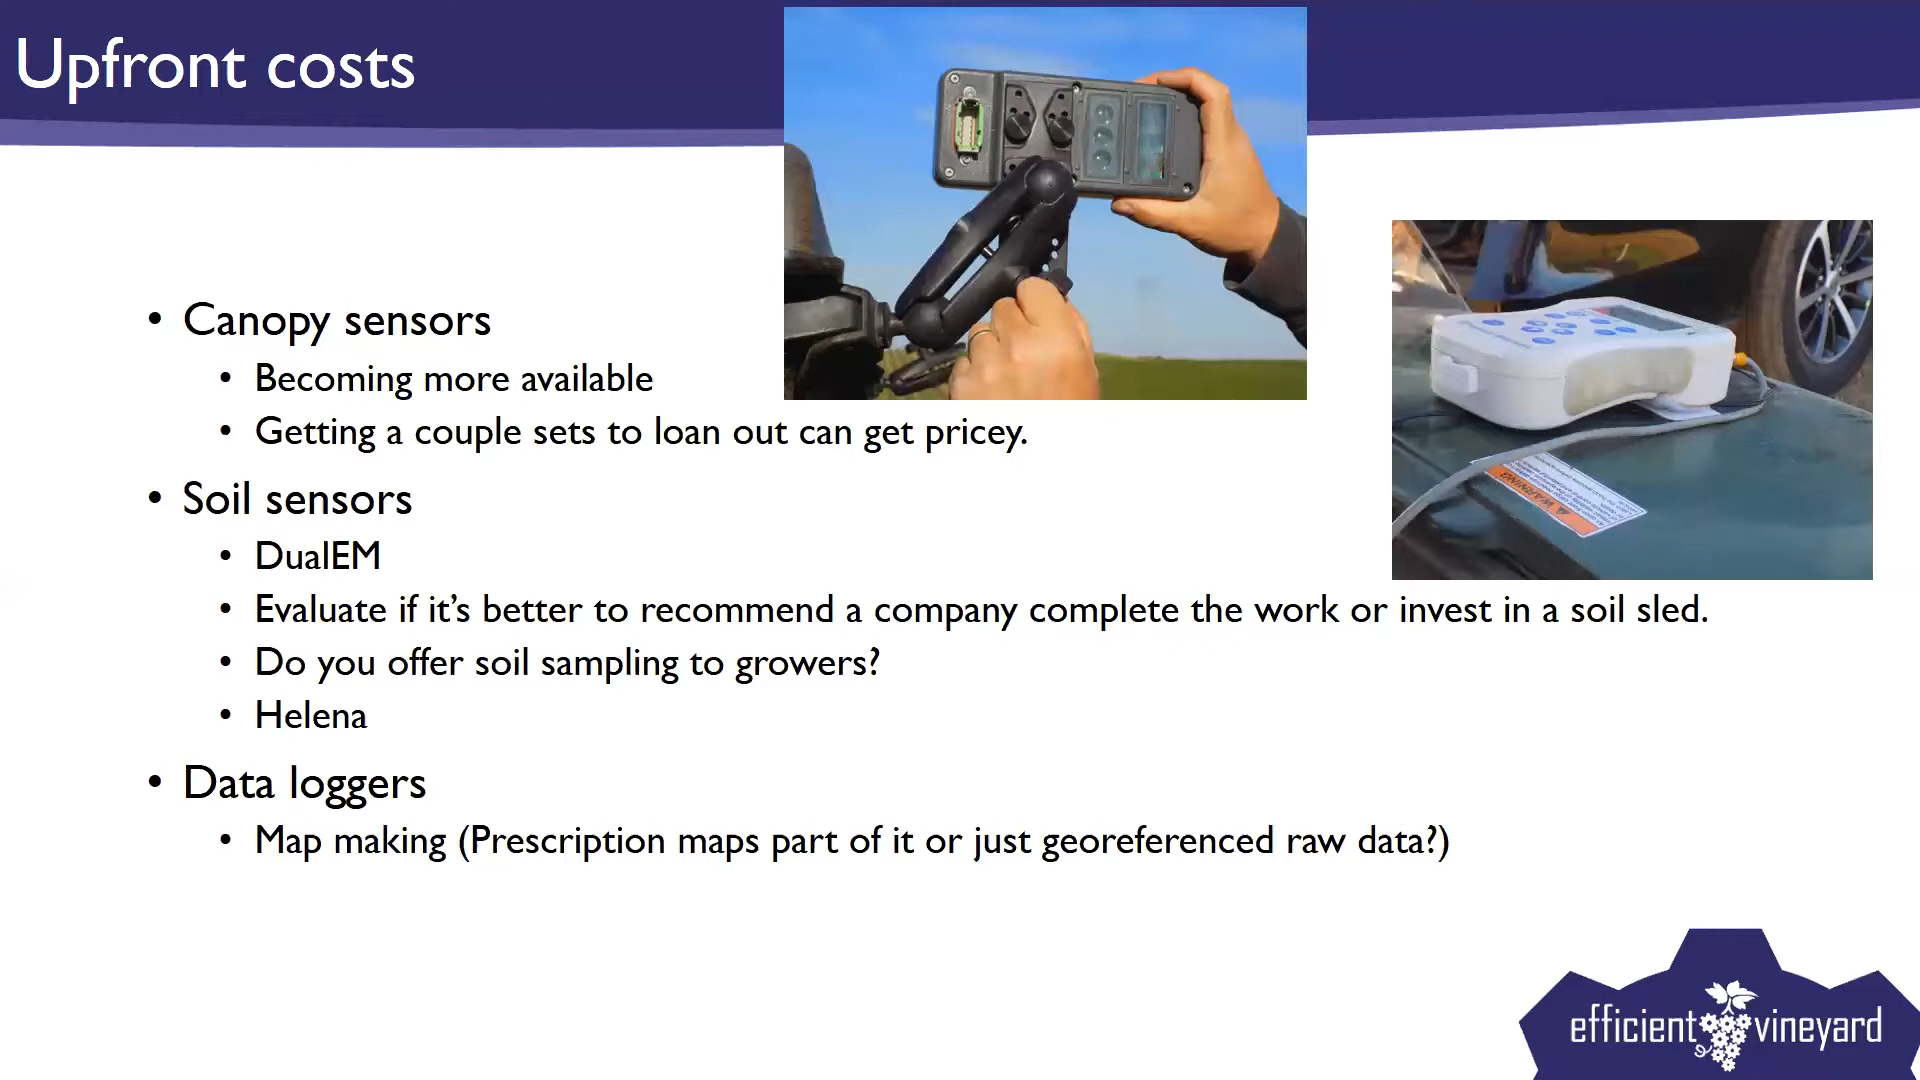 Upfront costs
• Canopy sensors
• Becoming more available
• Getting a couple sets to loan out can get pricey.
• Soil sensors
• DualEM
• Evaluate if it’s better to recommend a company complete the work or invest in a soil sled.
• Do you offer soil sampling to growers?
• Helena
• Data loggers
• Map making (Prescription maps part of it or just georeferenced raw data?)
WARNING
efficient vineyard